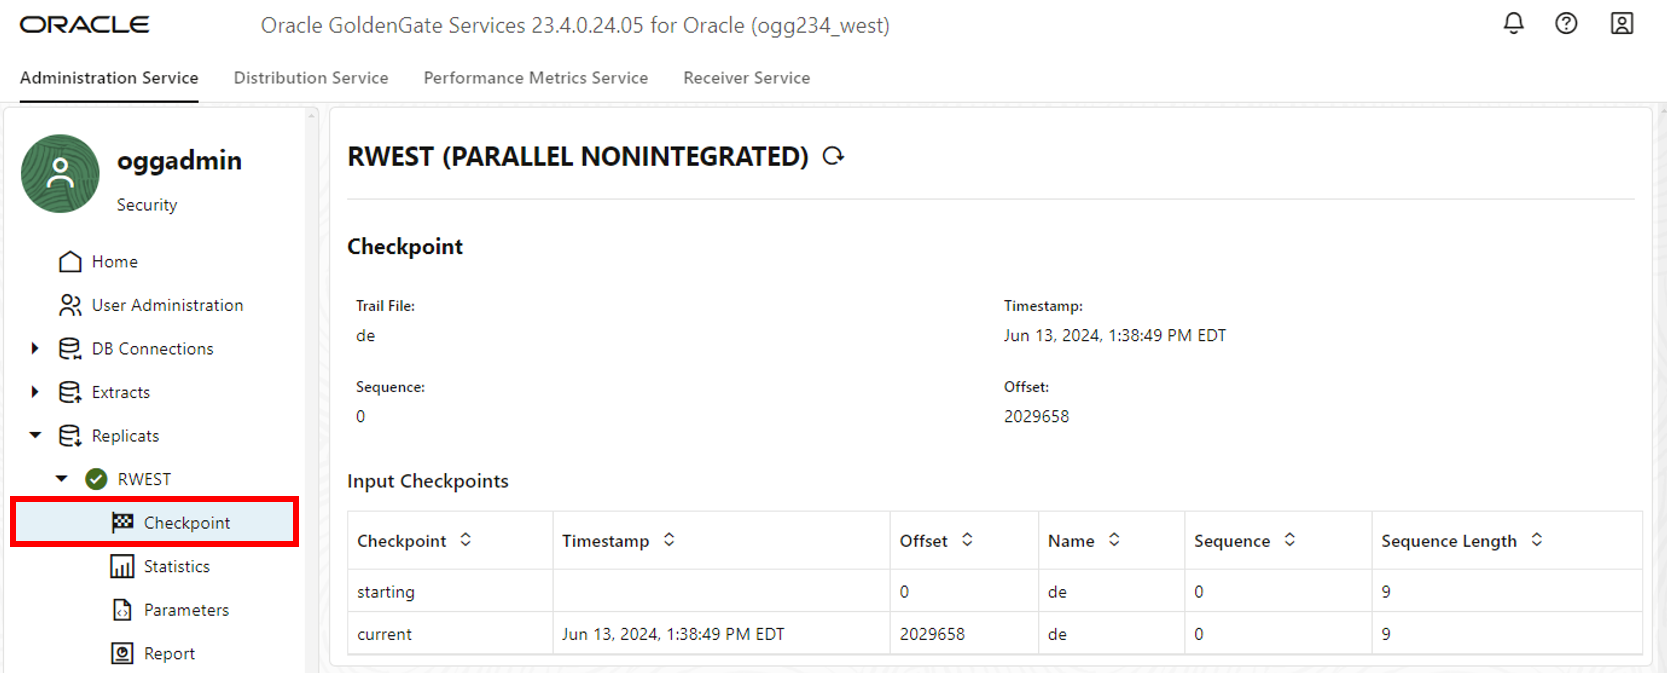 ORACLE Oracle GoldenGate Services 23.4.0.24.05 for Oracle (ogg234_west)
Administration Service Distribution Service Performance Metrics Service Receiver Service
oggadmin
Security
Home
User Administration
DB Connections
Extracts
Replicats
RWEST
Checkpoint
Statistics
Parameters
Report
RWEST (PARALLEL NONINTEGRATED)
Checkpoint
Trail File: Timestamp:
de Jun 13, 2024, 1:38:49 PM EDT
Sequence: Offset:
0 2029658
Input Checkpoints
Checkpoint Timestamp Offset Name Sequence Sequence Length
starting 0 de 0 9
current Jun 13, 2024, 1:38:49 PM EDT 2029658 de 0 9